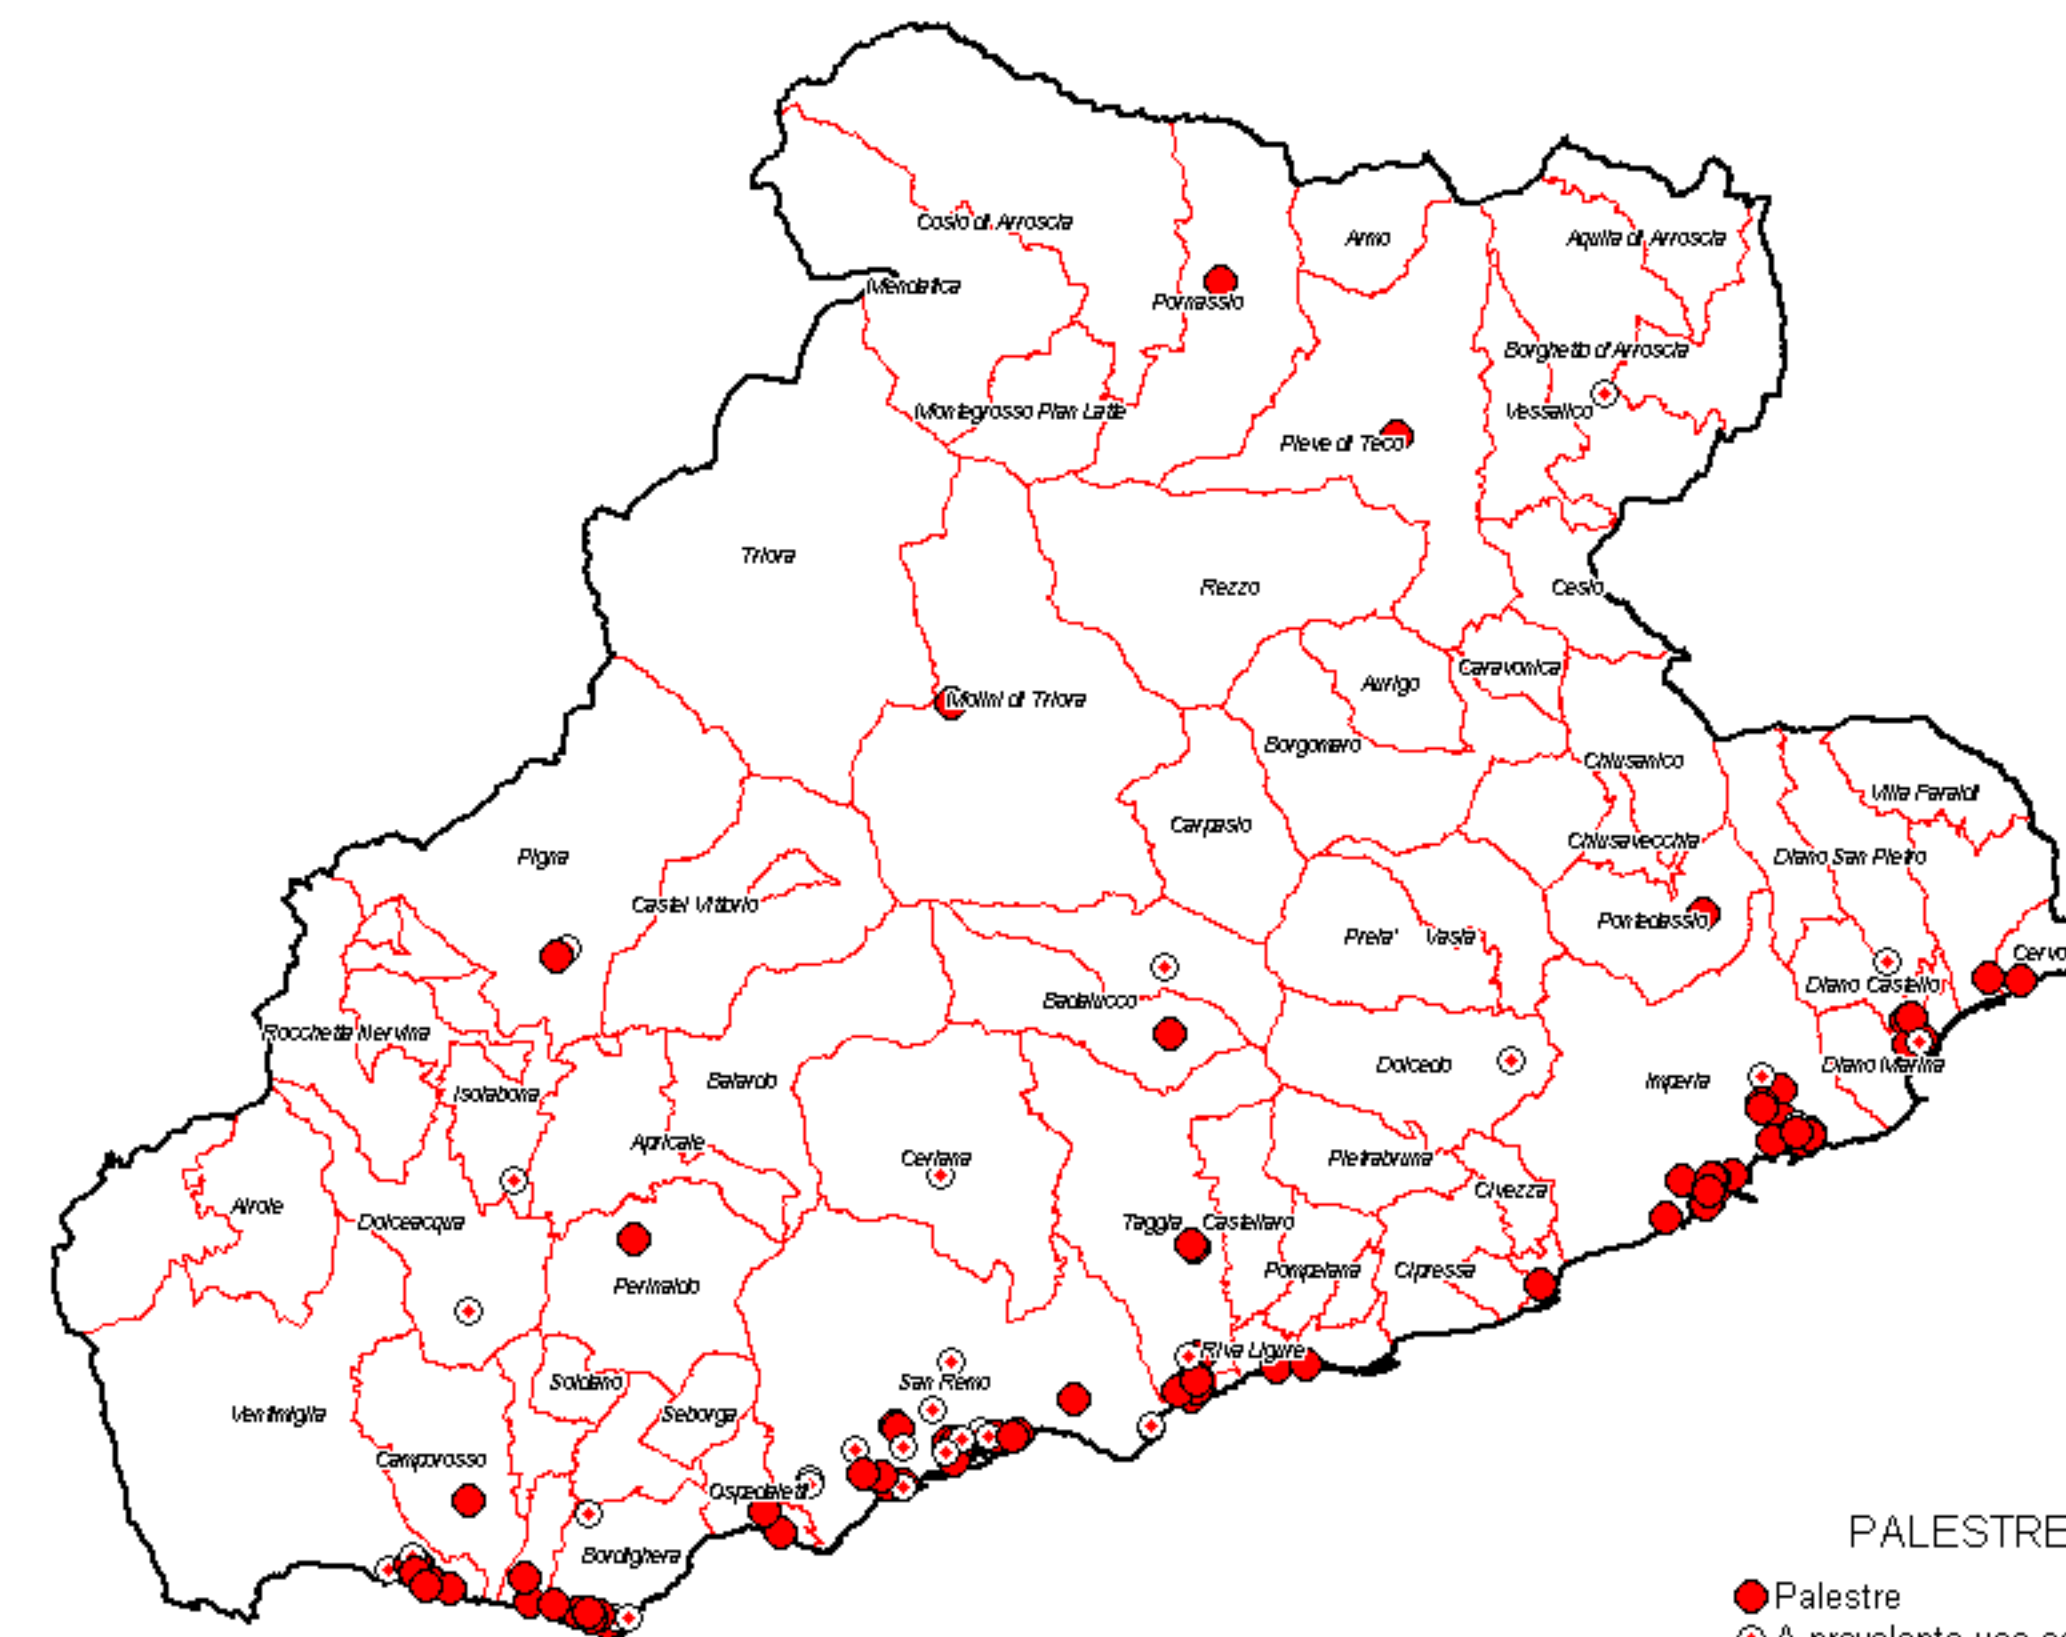 Cosio di Arroscia
Armo
Aquila di Arroscia
Mendatica
Pornassio
Borghetto d'Arroscia
Montegrosso Pian Latte
Vessalico
Pieve di Teco
Triora
Rezzo
Cesio
Caravonica
Aurigo
Molini di Triora
Borgomaro
Chiusanico
Villa Faraldi
Carpasio
Chiusavecchia
Pigna
Diano San Pietro
Castel Vittorio
Pontedassio
Prela' Vasia
Cervo
Diano Castello
Badalucco
Rocchetta Nervina
Dolcedo
Diano Marina
Baiardo
Imperia
Isolabona
Apricale
Ceriana
Pietrabruna
Civezza
Airole
Dolceacqua
Taggia
Castellaro
Pompeiana
Cipressa
Perinaldo
Riva Ligure
Soldano
San Remo
Ventimiglia
Seborga
Camporosso
Ospedaletti
Bordighera
PALESTRE
Palestre
A prevalente uso